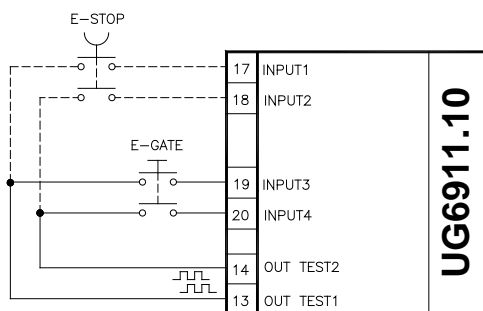 E-STOP
17 INPUT1
18 INPUT2
E-GATE
19 INPUT3
20 INPUT4
14 OUT TEST2
13 OUT TEST1
UG6911.10